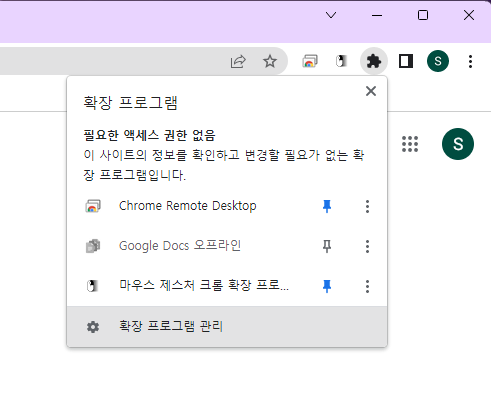 S
확장 프로그램
필요한 액세스 권한 없음
이 사이트의 정보를 확인하고 변경할 필요가 없는 확
장 프로그램입니다.
S
Chrome Remote Desktop
Google Docs 오프라인
마우스 제스처 크롬 확장 프로...
확장 프로그램 관리